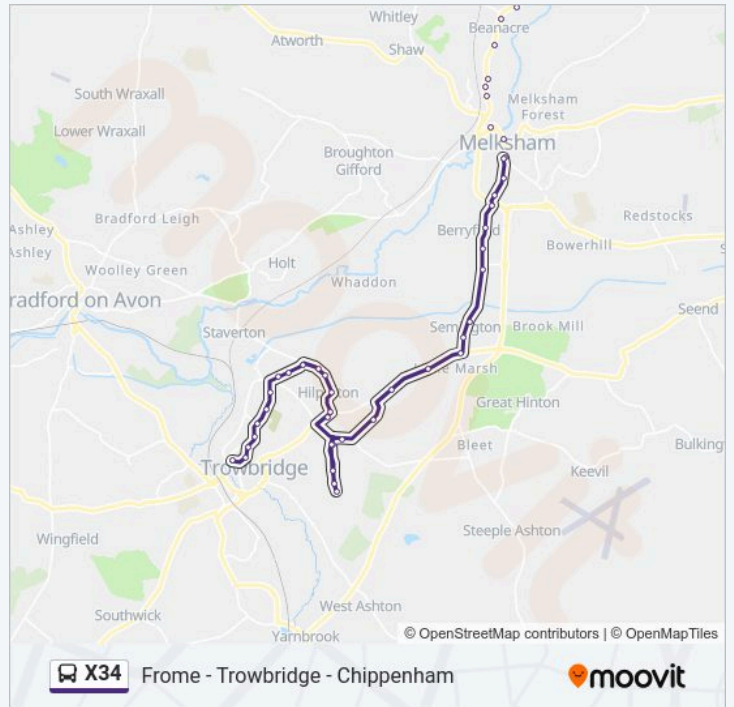 Whitley
Beanacre
Atworth
Shaw
South Wraxall
Melksham
Forest
Lower Wraxall
Melksham
Broughton
Gifford
Redstocks
Bradford Leigh
Ashley
Berryfield
Bowerhill
Ashley
Holt
Woolley Green
Whaddon
radford on Avon
Seend
Staverton
Semington
Brook Mill
Marsh
Hilperton
Great Hinton
Bleet
Bulking
Trowbridge
Keevil
Steeple Ashton
Wingfield
West Ashton
Southwick
Yarnbrook
© OpenStreetMap contributors | © OpenMapTiles
X34 Frome - Trowbridge - Chippenham
moovit